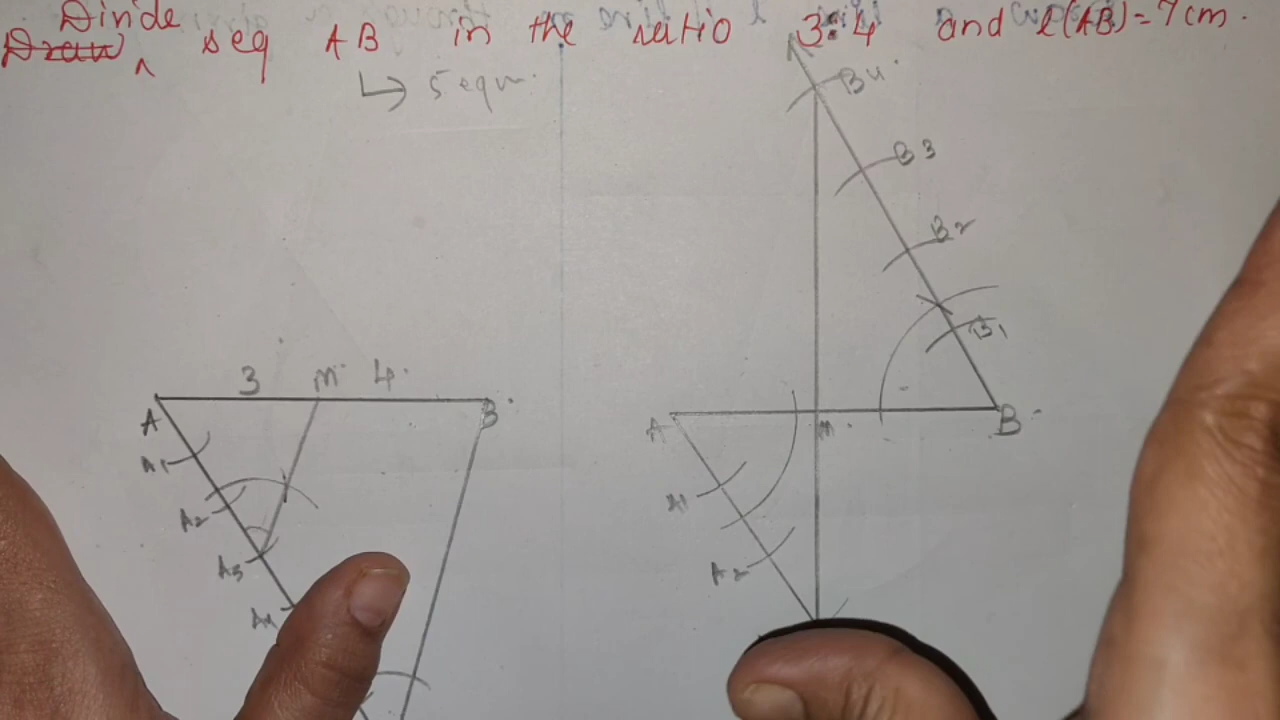 Divide
Draw ^ seg AB in the ratio 3:4 and l(AB)=7cm.
↳ 5 eqm.
B4.
B3
B2
B1
3 M 4.
A B
A1
A2
A3
A4
A M. B
A1
A2